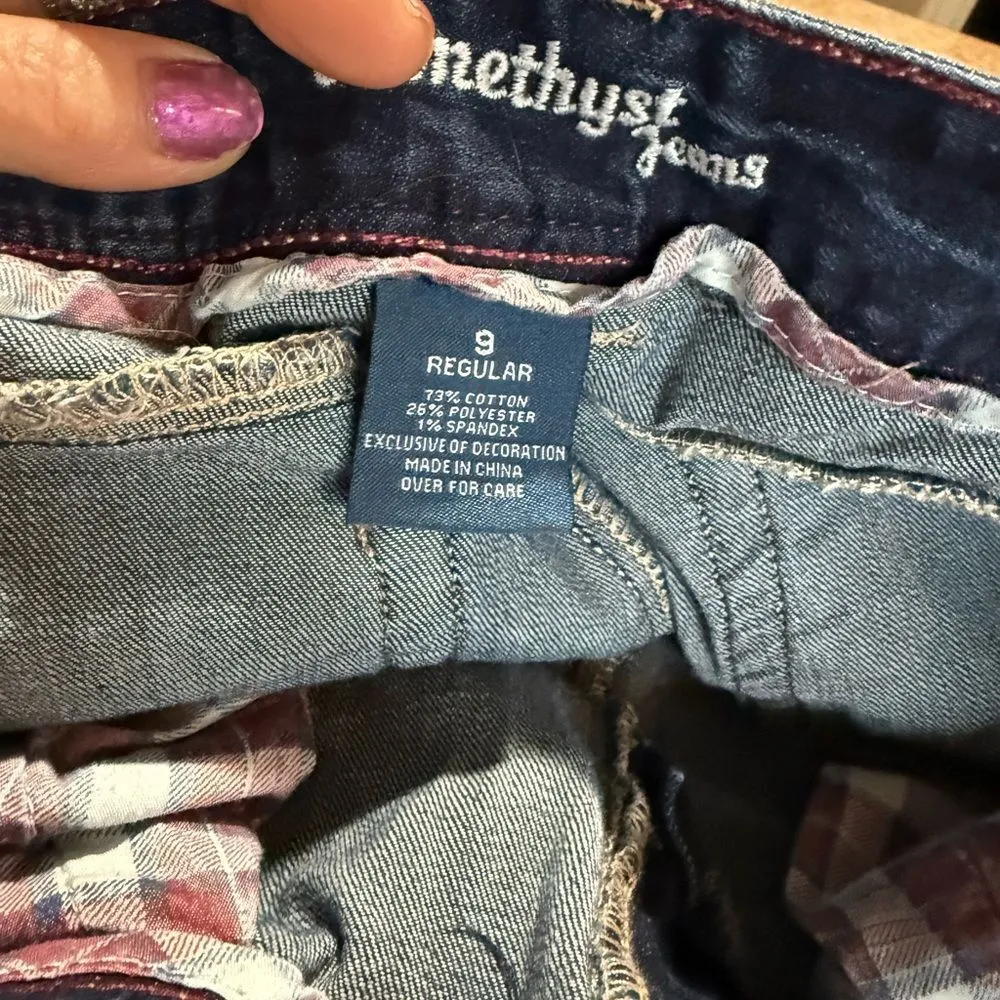 methyst
Jeans
9
REGULAR
73% COTTON
26% POLYESTER
1% SPANDEX
EXCLUSIVE OF DECORATION
MADE IN CHINA
OVER FOR CARE